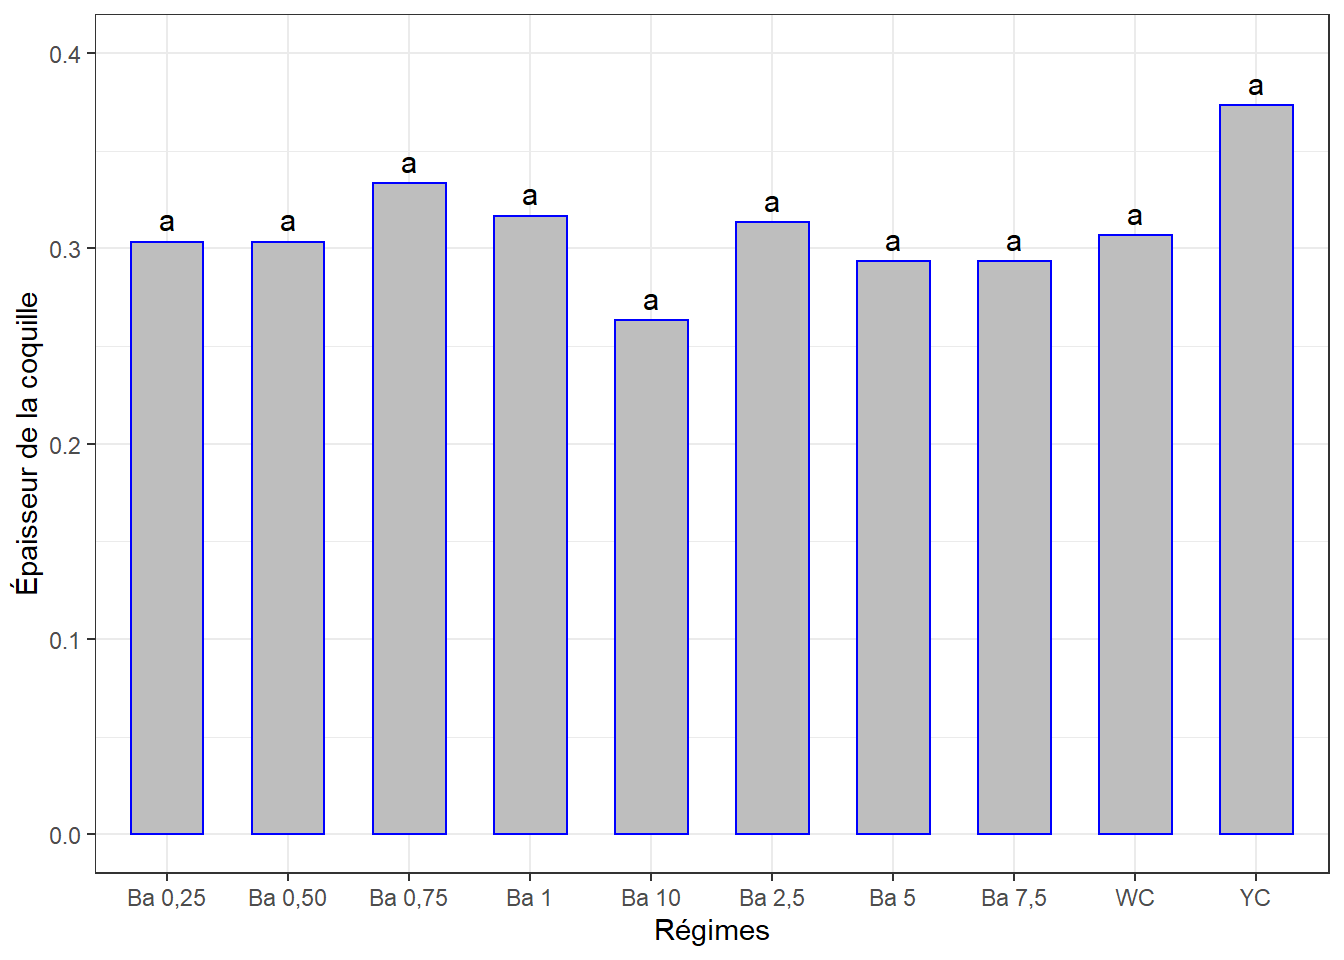 0.4
0.3
0.2
0.1
0.0
Épaisseur de la coquille
a a a a a a a a a a
Ba 0,25 Ba 0,50 Ba 0,75 Ba 1 Ba 10 Ba 2,5 Ba 5 Ba 7,5 WC YC
Régimes